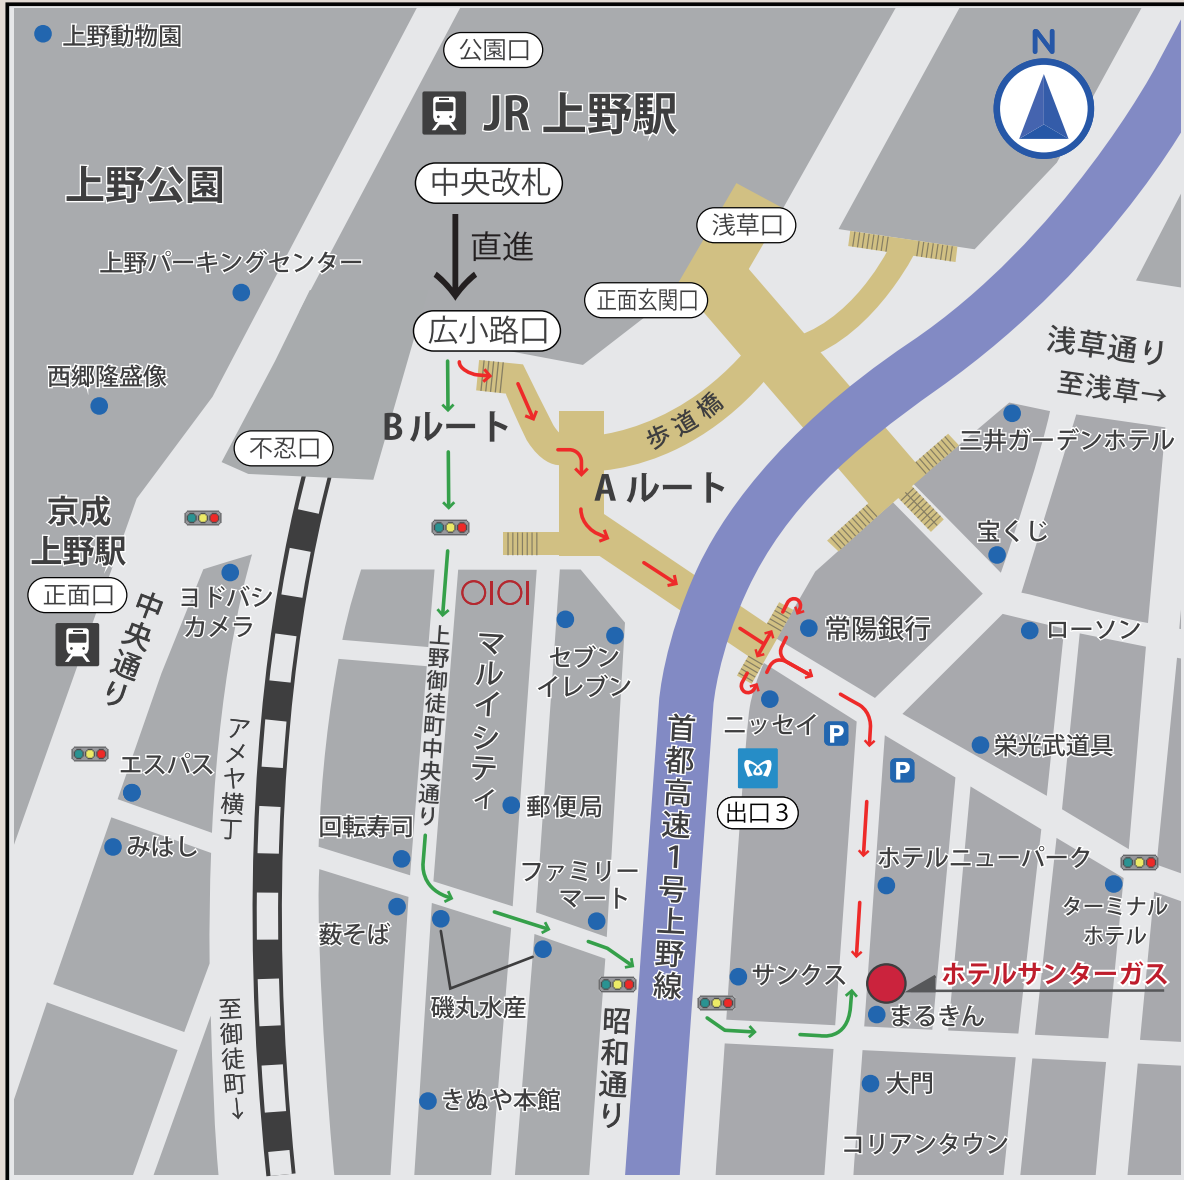 上野動物園
公園口
N
JR 上野駅
上野公園
中央改札
直進
浅草口
上野パーキングセンター
正面玄関口
広小路口
浅草通り
至浅草→
西郷隆盛像
Bルート
歩道橋
三井ガーデンホテル
不忍口
A ルート
京成
上野駅
正面口
宝くじ
中央通り
ヨドバシ
カメラ
OIOI
マルイシティ
上野御徒町中央通り
セブン
イレブン
常陽銀行
ローソン
ニッセイ
P
P
首都高速1号上野線
栄光武道具
出口3
エスパス
アメヤ横丁
みはし
回転寿司
郵便局
ファミリー
マート
ホテルニューパーク
ターミナル
ホテル
藪そば
サンクス
ホテルサンターガス
磯丸水産
まるきん
至御徒町→
昭和通り
きぬや本館
大門
コリアンタウン